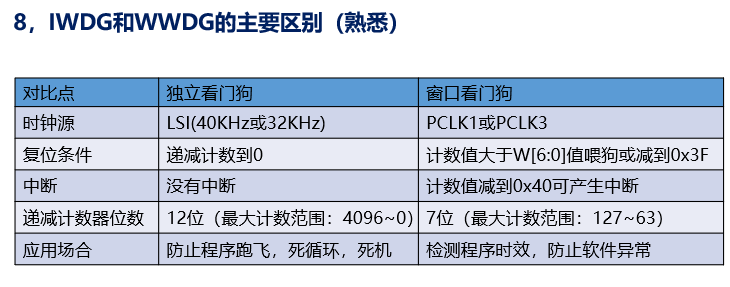 8，IWDG和WWDG的主要区别（熟悉）
对比点 独立看门狗 窗口看门狗
时钟源 LSI(40KHz或32KHz) PCLK1或PCLK3
复位条件 递减计数到0 计数值大于W[6:0]值喂狗或减到0x3F
中断 没有中断 计数值减到0x40可产生中断
递减计数器位数 12位（最大计数范围：4096~0） 7位（最大计数范围：127~63）
应用场合 防止程序跑飞，死循环，死机 检测程序时效，防止软件异常